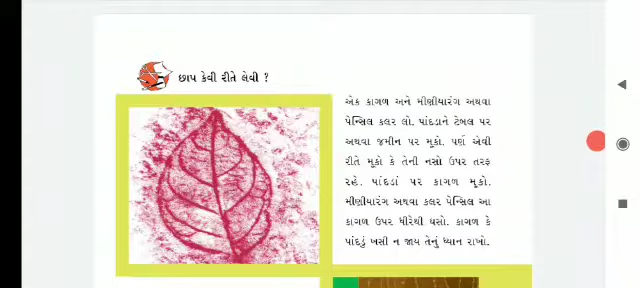 છાપ કેવી રીતે લેવી ?
એક કાગળ અને મીણીયારંગ અથવા
પેન્સિલ કલર લો. પાંદડાને ટેબલ પર
અથવા જમીન પર મૂકો. પર્ણ એવી
રીતે મૂકો કે તેની નસો ઉપર તરફ
રહે. પાંદડાં પર કાગળ મૂકો.
મીણીયારંગ અથવા કલર પેન્સિલ આ
કાગળ ઉપર ધીરેથી ઘસો. કાગળ કે
પાંદડું ખસી ન જાય તેનું ધ્યાન રાખો.